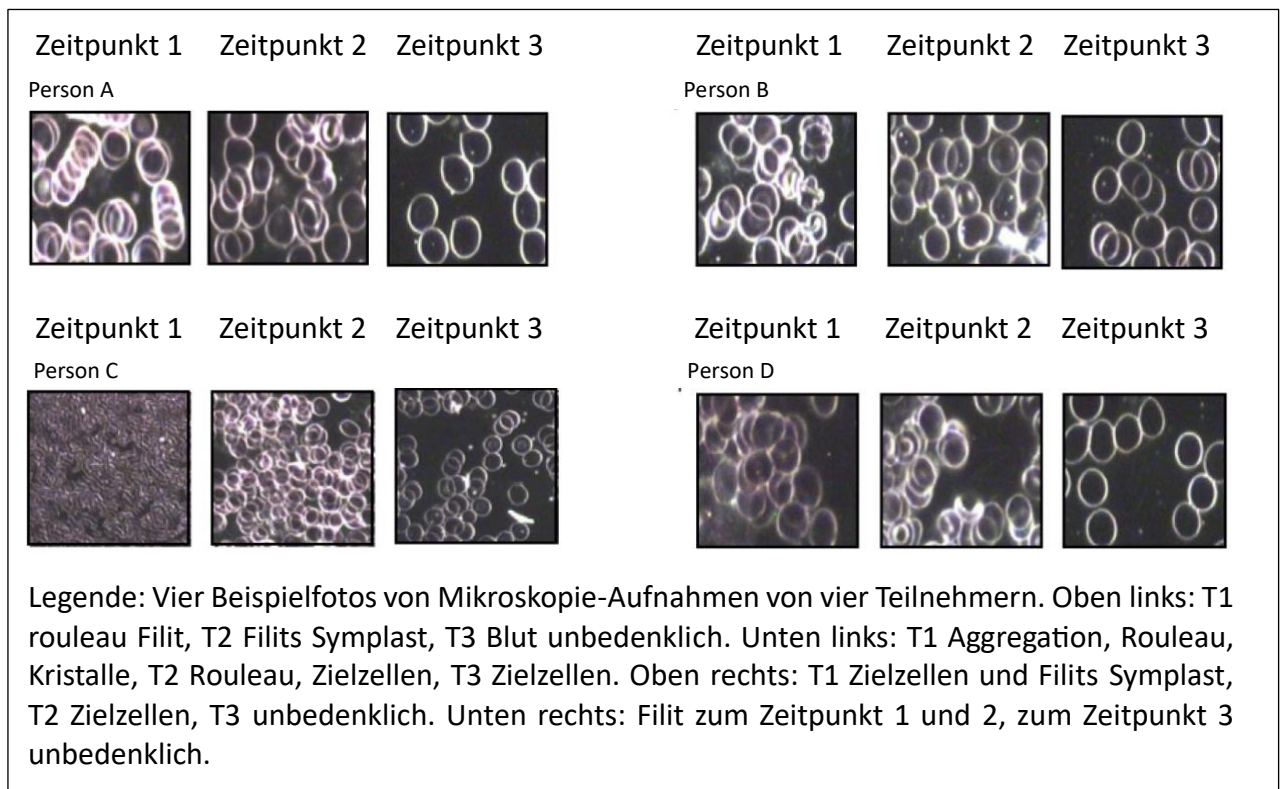 Zeitpunkt 1 Zeitpunkt 2 Zeitpunkt 3
Person A
Zeitpunkt 1 Zeitpunkt 2 Zeitpunkt 3
Person B
Zeitpunkt 1 Zeitpunkt 2 Zeitpunkt 3
Person C
Zeitpunkt 1 Zeitpunkt 2 Zeitpunkt 3
Person D
Legende: Vier Beispielfotos von Mikroskopie-Aufnahmen von vier Teilnehmern. Oben links: T1
rouleau Filit, T2 Filits Symplast, T3 Blut unbedenklich. Unten links: T1 Aggregation, Rouleau,
Kristalle, T2 Rouleau, Zielzellen, T3 Zielzellen. Oben rechts: T1 Zielzellen und Filits Symplast,
T2 Zielzellen, T3 unbedenklich. Unten rechts: Filit zum Zeitpunkt 1 und 2, zum Zeitpunkt 3
unbedenklich.